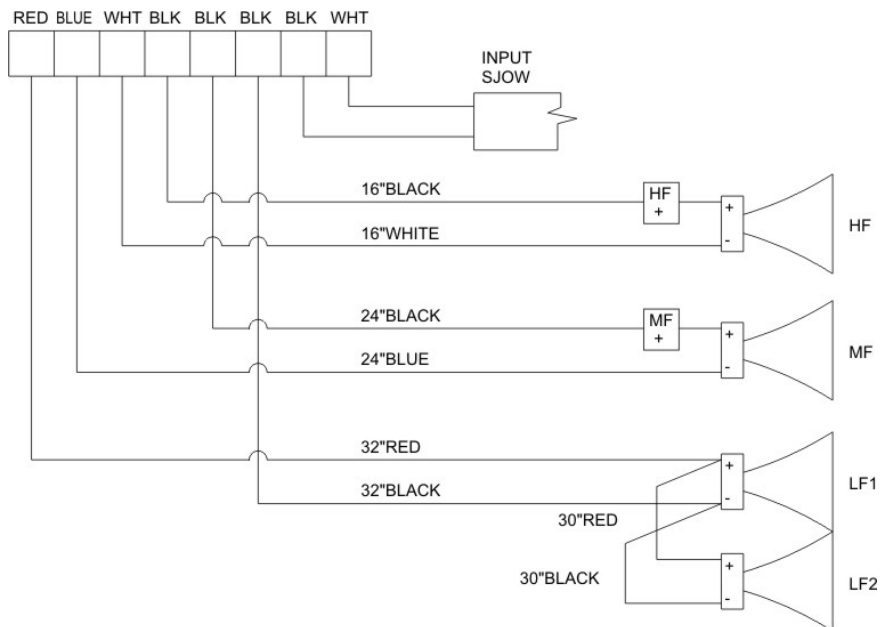 RED BLUE WHT BLK BLK BLK BLK WHT
INPUT
SJOW
16"BLACK
HF
+
+
16"WHITE
-
HF
24"BLACK
MF
+
+
24"BLUE
-
MF
32"RED
+
32"BLACK
-
LF1
30"RED
+
30"BLACK
-
LF2